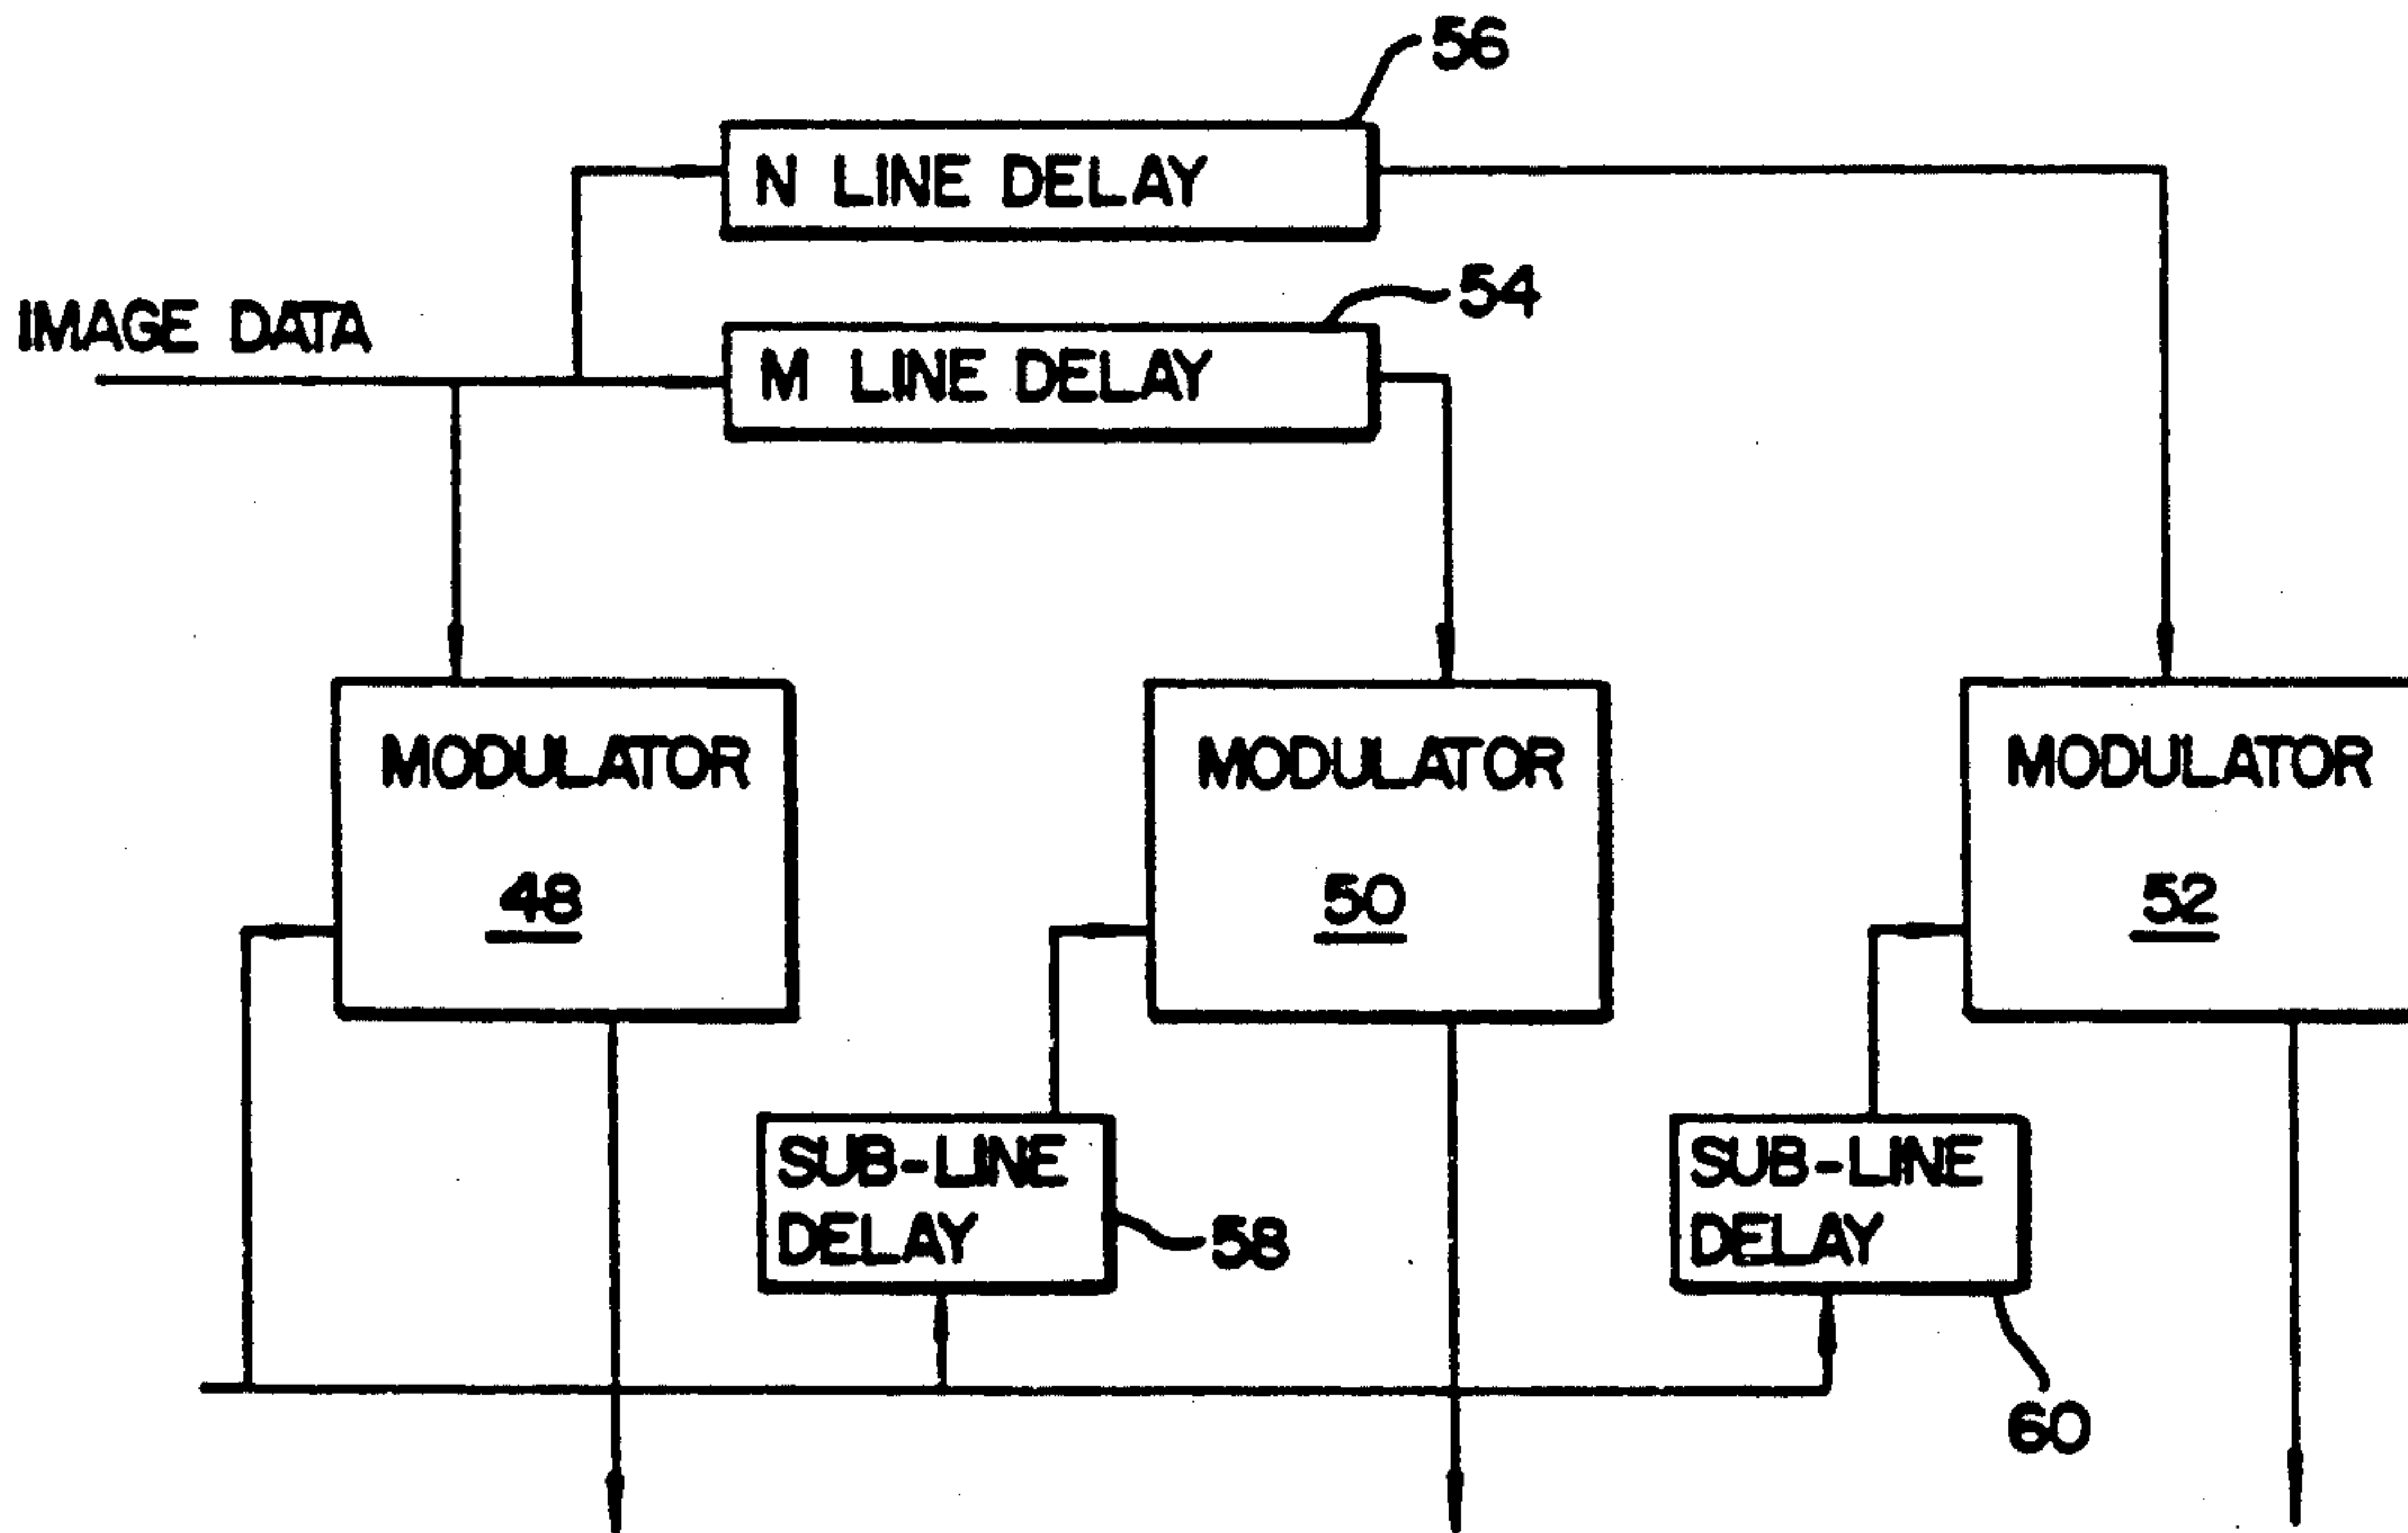 56
N LINE DELAY
54
IMAGE DATA
M LINE DELAY
MODULATOR
48
MODULATOR
50
MODULATOR
52
SUB-LINE
DELAY
58
SUB-LINE
DELAY
60